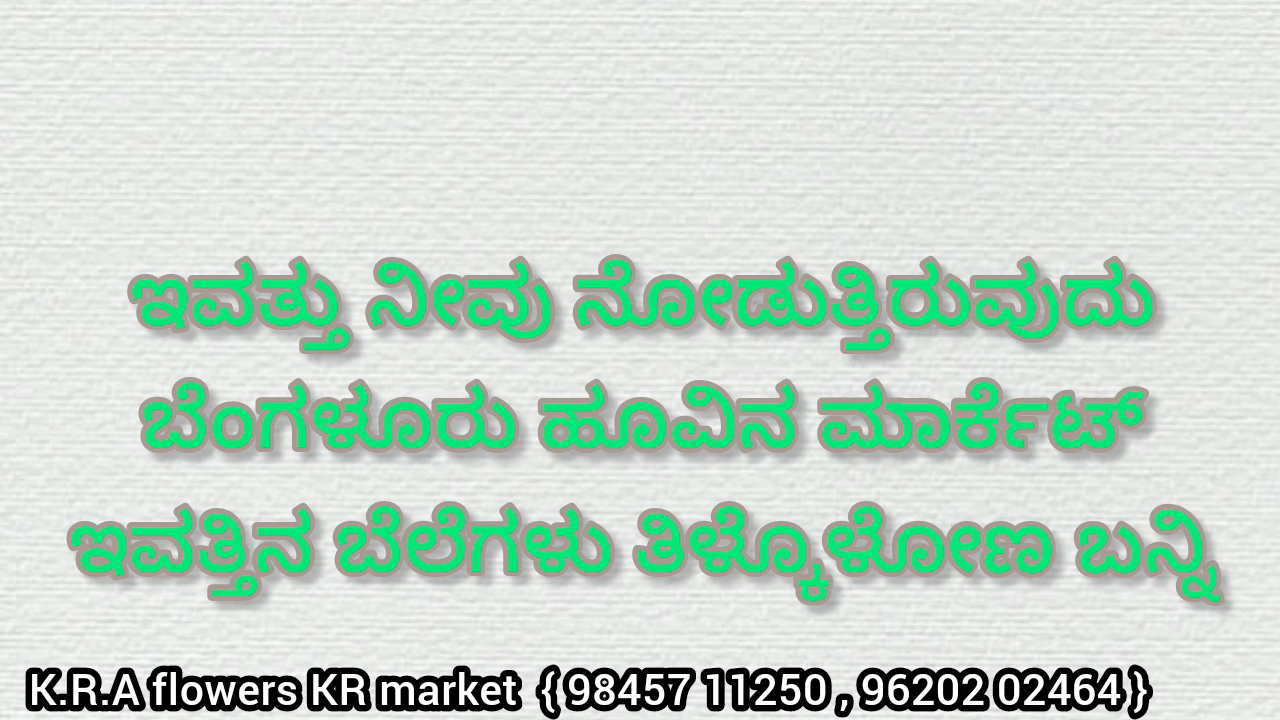 ಇವತ್ತು ನೀವು ನೋಡುತ್ತಿರುವುದು
ಬೆಂಗಳೂರು ಹೂವಿನ ಮಾರ್ಕೆಟ್
ಇವತ್ತಿನ ಬೆಲೆಗಳು ತಿಳ್ಕೊಳೋಣ ಬನ್ನಿ
K.R.A flowers KR market { 98457 11250 , 96202 02464 }